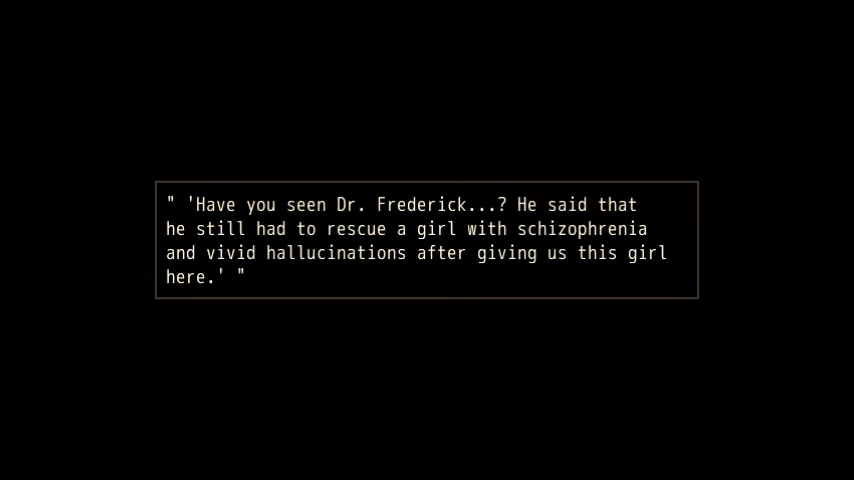 " 'Have you seen Dr. Frederick...? He said that
he still had to rescue a girl with schizophrenia
and vivid hallucinations after giving us this girl
here.' "